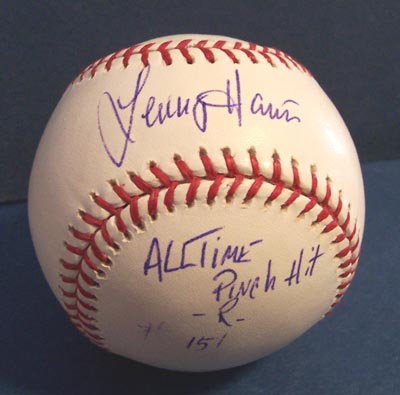 Lenny Harris
All Time
Pinch Hit
-R-
151